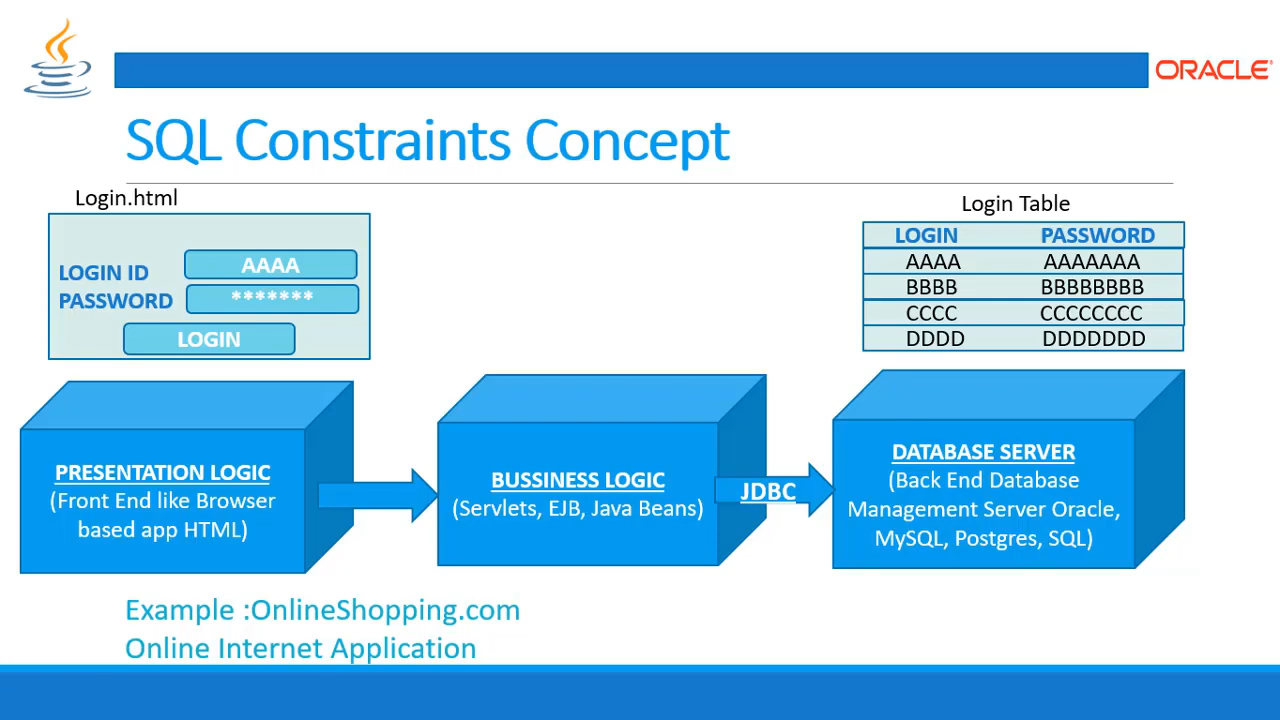 ORACLE
SQL Constraints Concept
Login.html
LOGIN ID AAAA
PASSWORD *******
LOGIN
Login Table
LOGIN PASSWORD
AAAA AAAAAAA
BBBB BBBBBBBB
CCCC CCCCCCCC
DDDD DDDDDDD
PRESENTATION LOGIC
(Front End like Browser
based app HTML)
BUSSINESS LOGIC
(Servlets, EJB, Java Beans)
JDBC
DATABASE SERVER
(Back End Database
Management Server Oracle,
MySQL, Postgres, SQL)
Example :OnlineShopping.com
Online Internet Application